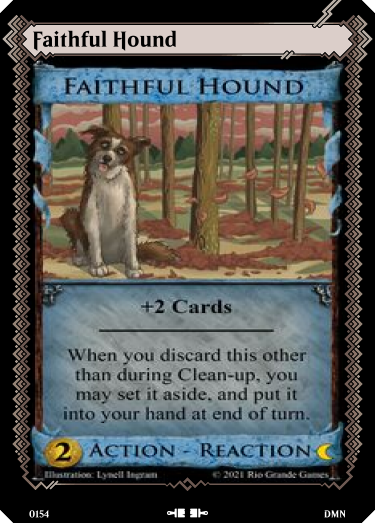 Faithful Hound
FAITHFUL HOUND
+2 Cards
When you discard this other
than during Clean-up, you
may set it aside, and put it
into your hand at end of turn.
2 ACTION - REACTION
Illustration: Lynell Ingram © 2021 Rio Grande Games
0154 DMN